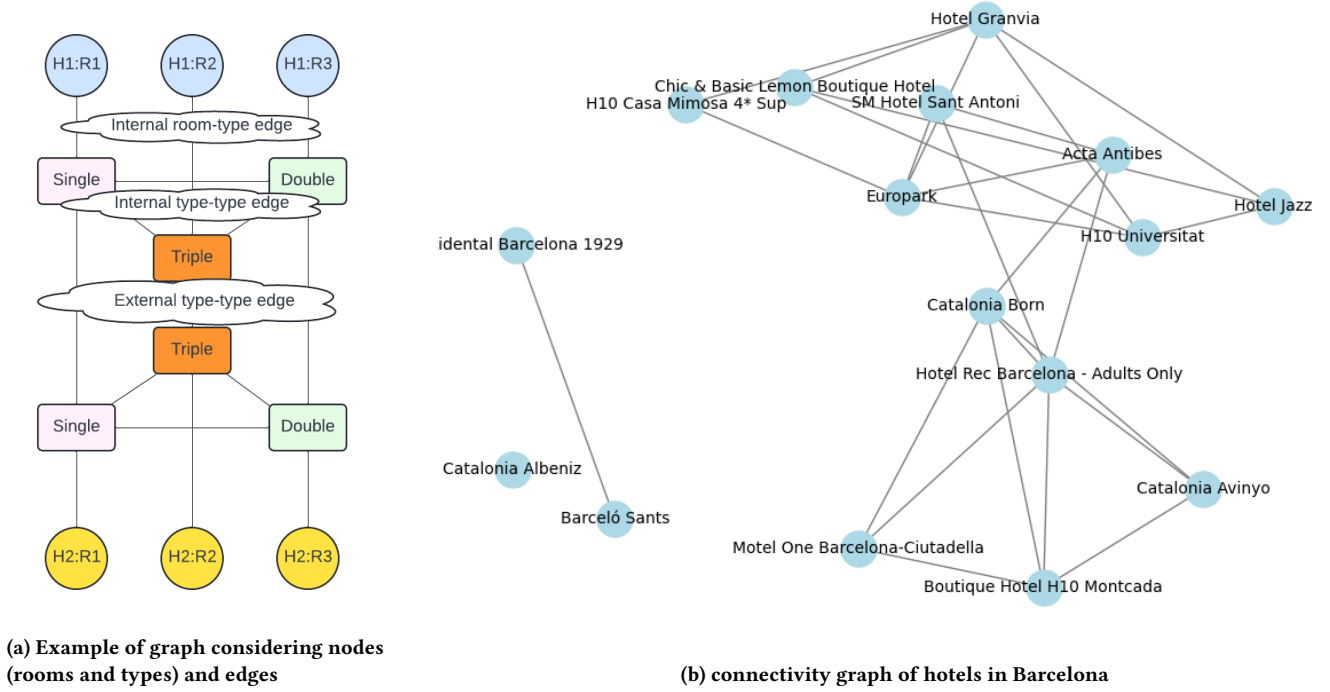 H1:R1
H1:R2
H1:R3
Internal room-type edge
Single
Double
Internal type-type edge
Triple
External type-type edge
Triple
Single
Double
H2:R1
H2:R2
H2:R3
(a) Example of graph considering nodes
(rooms and types) and edges
Hotel Granvia
Chic & Basic Lemon Boutique Hotel
H10 Casa Mimosa 4* Sup
SM Hotel Sant Antoni
Acta Antibes
Europark
Hotel Jazz
H10 Universitat
idental Barcelona 1929
Catalonia Born
Hotel Rec Barcelona - Adults Only
Catalonia Albeniz
Catalonia Avinyo
Barceló Sants
Motel One Barcelona-Ciutadella
Boutique Hotel H10 Montcada
(b) connectivity graph of hotels in Barcelona